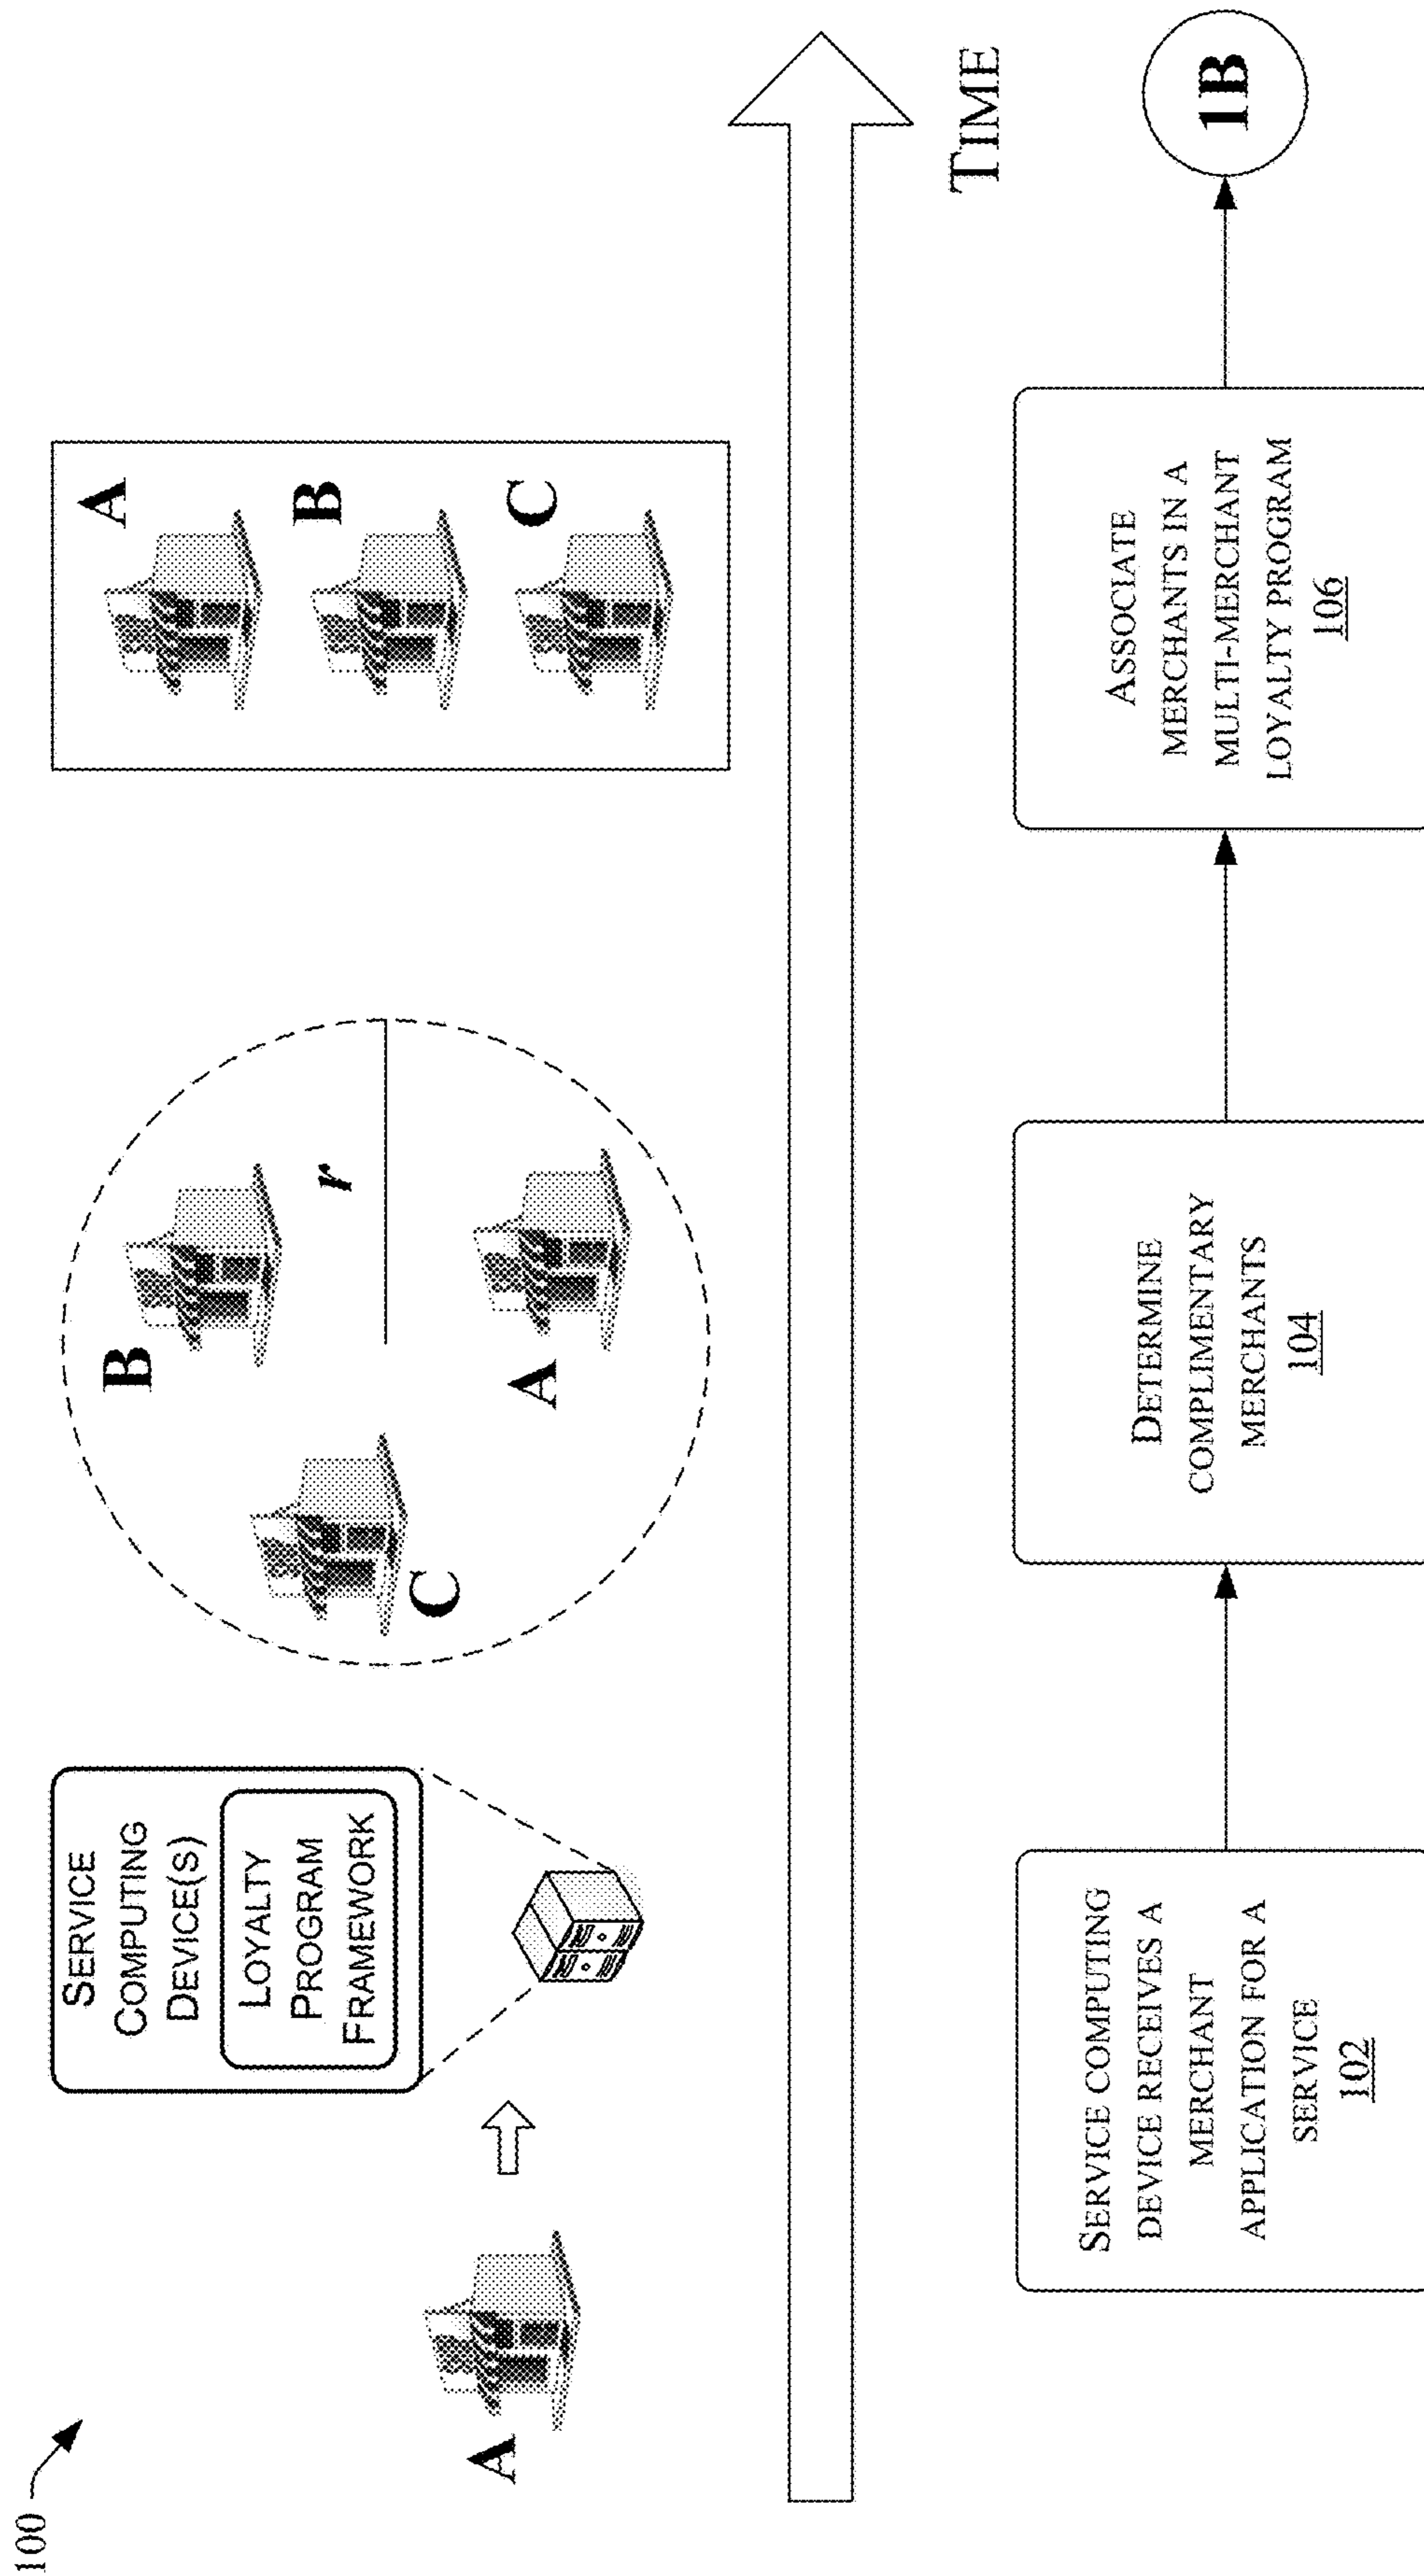 100
A
SERVICE
COMPUTING
DEVICE(S)
LOYALTY
PROGRAM
FRAMEWORK
B
r
C
A
A
B
C
TIME
SERVICE COMPUTING
DEVICE RECEIVES A
MERCHANT
APPLICATION FOR A
SERVICE
102
DETERMINE
COMPLIMENTARY
MERCHANTS
104
ASSOCIATE
MERCHANTS IN A
MULTI-MERCHANT
LOYALTY PROGRAM
106
1B